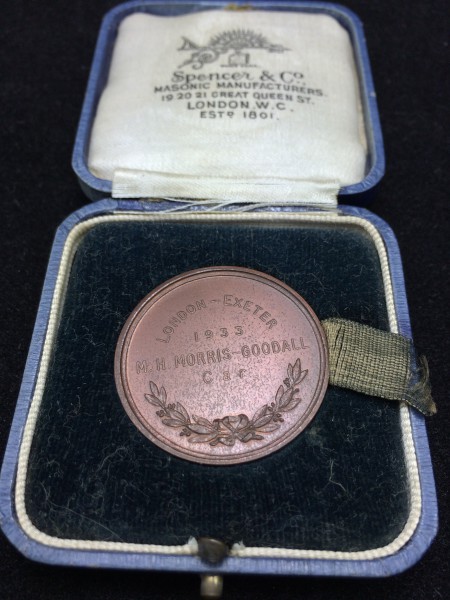 Spencer & Co.
MASONIC MANUFACTURERS.
19.20.21 GREAT QUEEN ST.
LONDON, W.C.
ESTD 1801.
LONDON-EXETER
1933
M. H. MORRIS-GOODALL